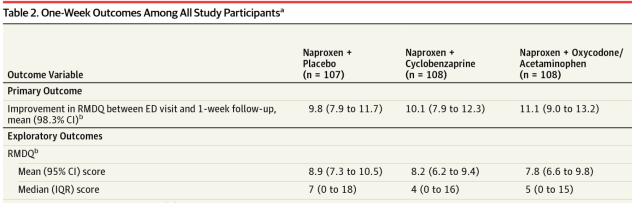 Table 2. One-Week Outcomes Among All Study Participantsa
Outcome Variable Naproxen + Placebo (n = 107) Naproxen + Cyclobenzaprine (n = 108) Naproxen + Oxycodone/Acetaminophen (n = 108)
Primary Outcome
Improvement in RMDQ between ED visit and 1-week follow-up, mean (98.3% CI)b 9.8 (7.9 to 11.7) 10.1 (7.9 to 12.3) 11.1 (9.0 to 13.2)
Exploratory Outcomes
RMDQb
Mean (95% CI) score 8.9 (7.3 to 10.5) 8.2 (6.2 to 9.4) 7.8 (6.6 to 9.8)
Median (IQR) score 7 (0 to 18) 4 (0 to 16) 5 (0 to 15)